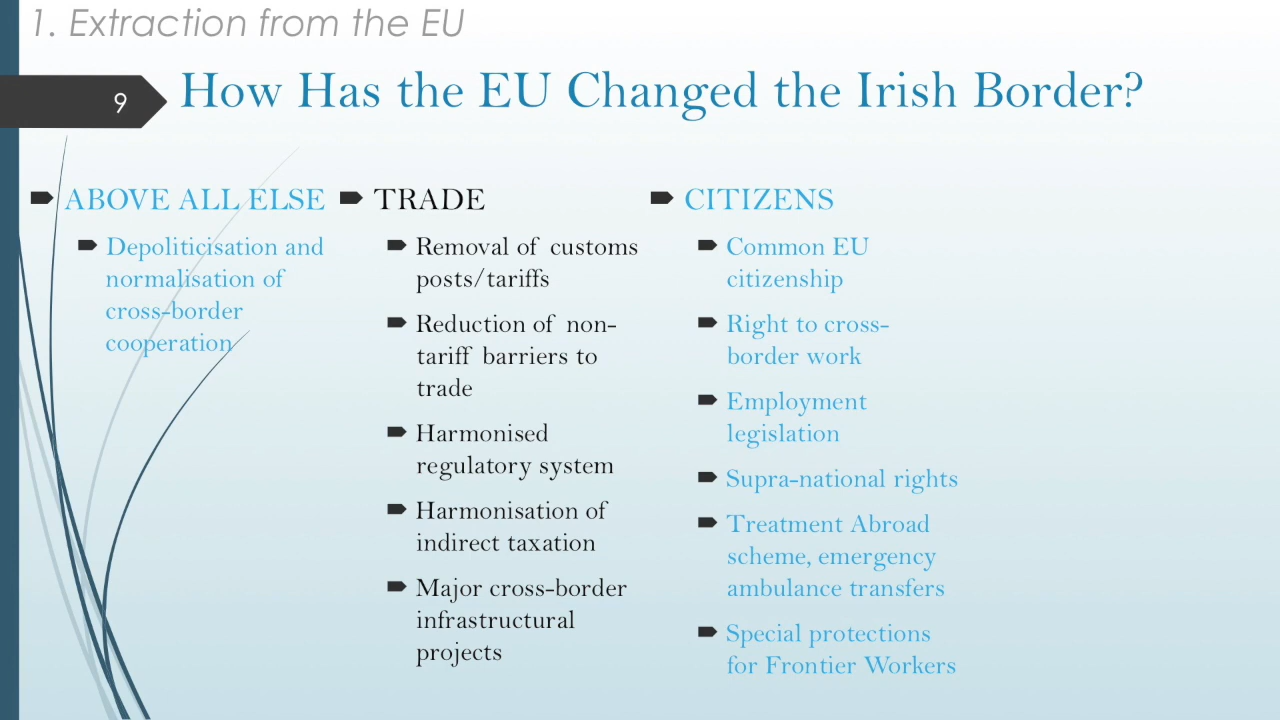 1. Extraction from the EU
9
How Has the EU Changed the Irish Border?
ABOVE ALL ELSE
Depoliticisation and
normalisation of
cross-border
cooperation
TRADE
Removal of customs
posts/tariffs
Reduction of non-
tariff barriers to
trade
Harmonised
regulatory system
Harmonisation of
indirect taxation
Major cross-border
infrastructural
projects
CITIZENS
Common EU
citizenship
Right to cross-
border work
Employment
legislation
Supra-national rights
Treatment Abroad
scheme, emergency
ambulance transfers
Special protections
for Frontier Workers